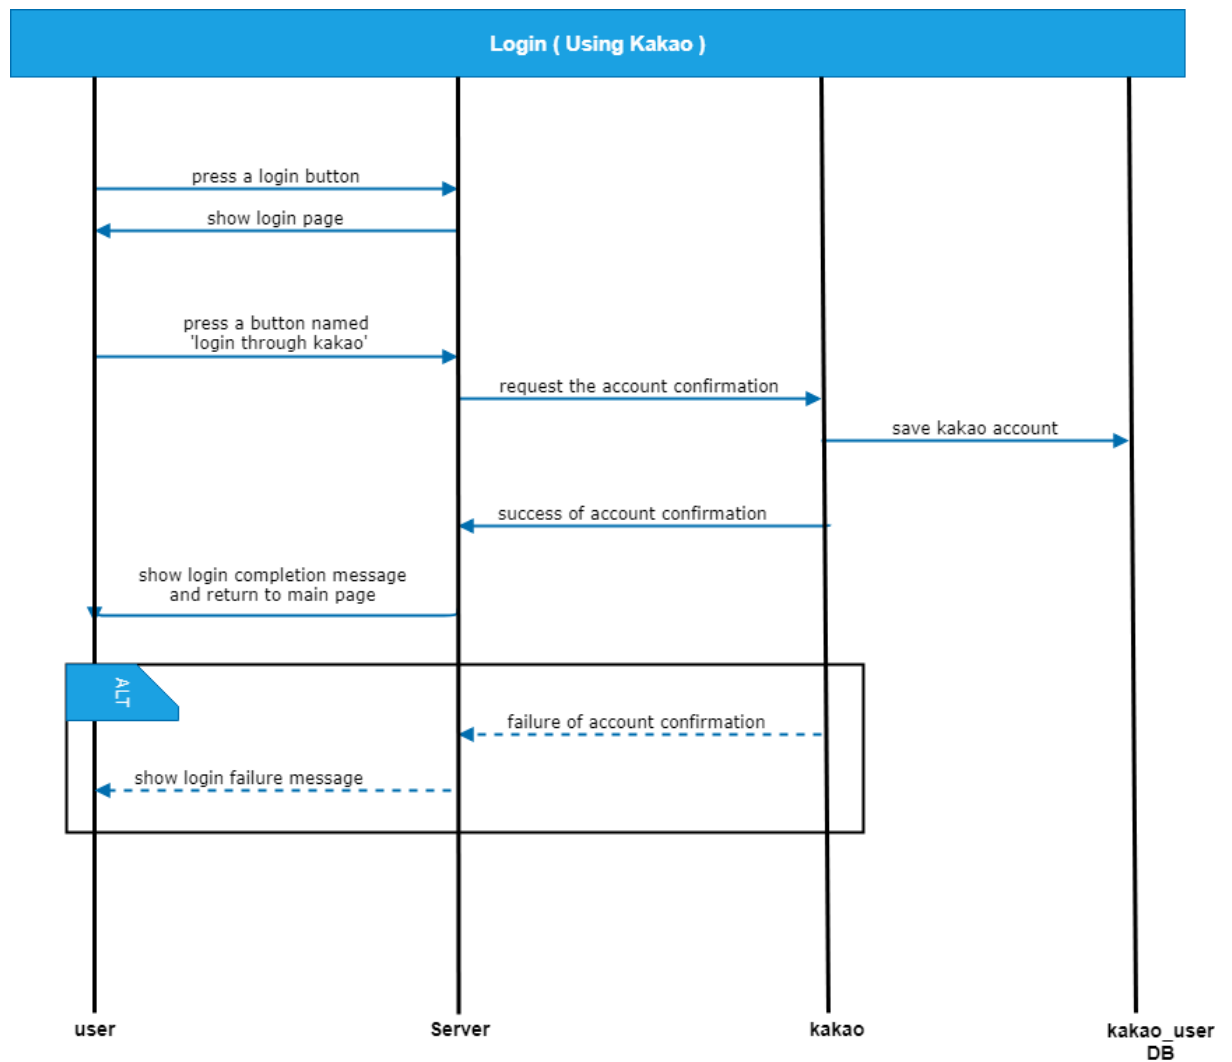 Login ( Using Kakao )
press a login button
show login page
press a button named
'login through kakao'
request the account confirmation
save kakao account
success of account confirmation
show login completion message
and return to main page
ALT
failure of account confirmation
show login failure message
user
Server
kakao
kakao_user
DB